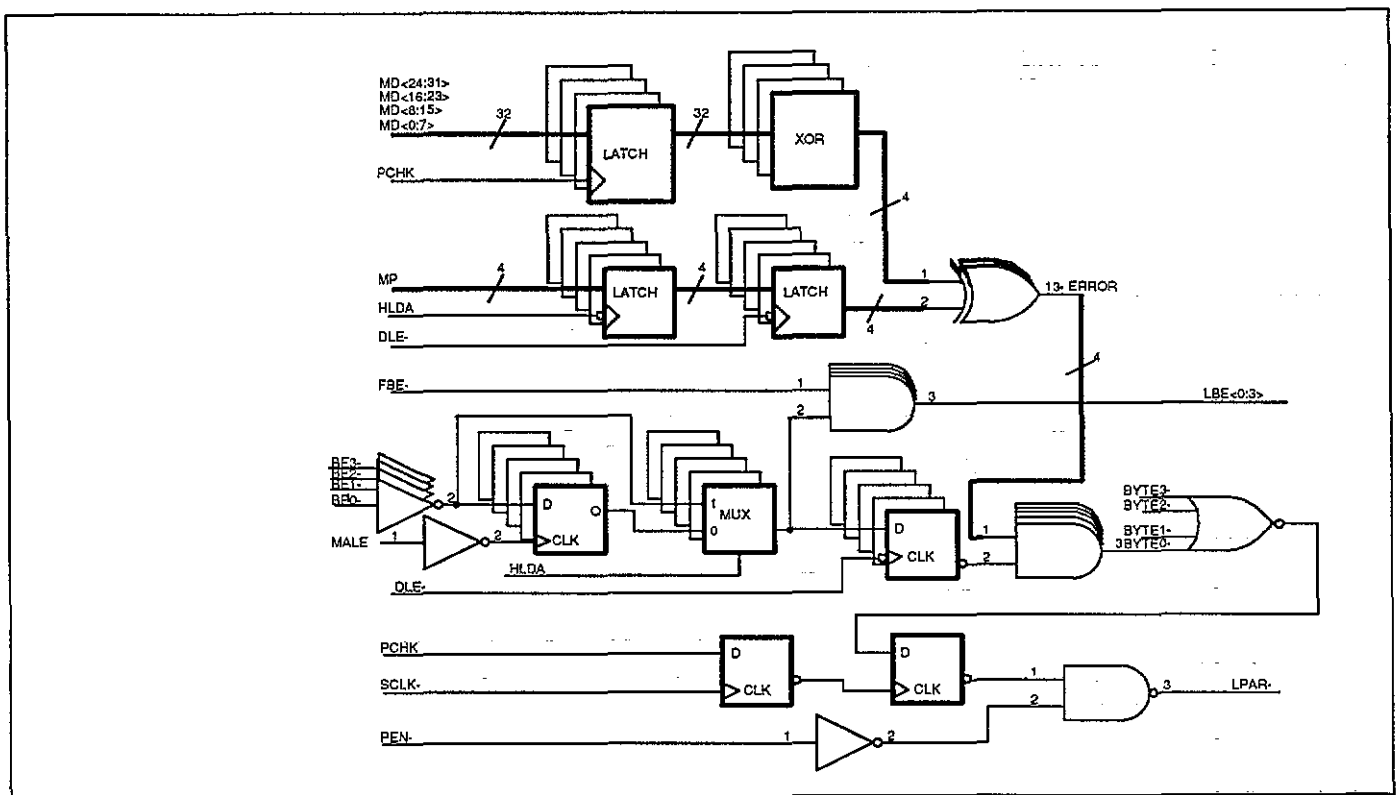 MD<24:31>
MD<16:23>
MD<8:15>
MD<0:7>
32
LATCH
32
XOR
PCHK
4
MP
4
LATCH
4
LATCH
4
1
2
13- ERROR
HLDA
DLE-
4
FBE-
1
2
3
LBE<0:3>
BE3-
BE2-
BE1-
BE0-
2
D
Q
CLK
1
0
MUX
D
CLK
1
2
BYTE3-
BYTE2-
BYTE1-
3BYTE0-
MALE
1
2
HLDA
DLE-
PCHK
D
CLK
D
CLK
1
2
3
LPAR-
SCLK-
PEN-
1
2